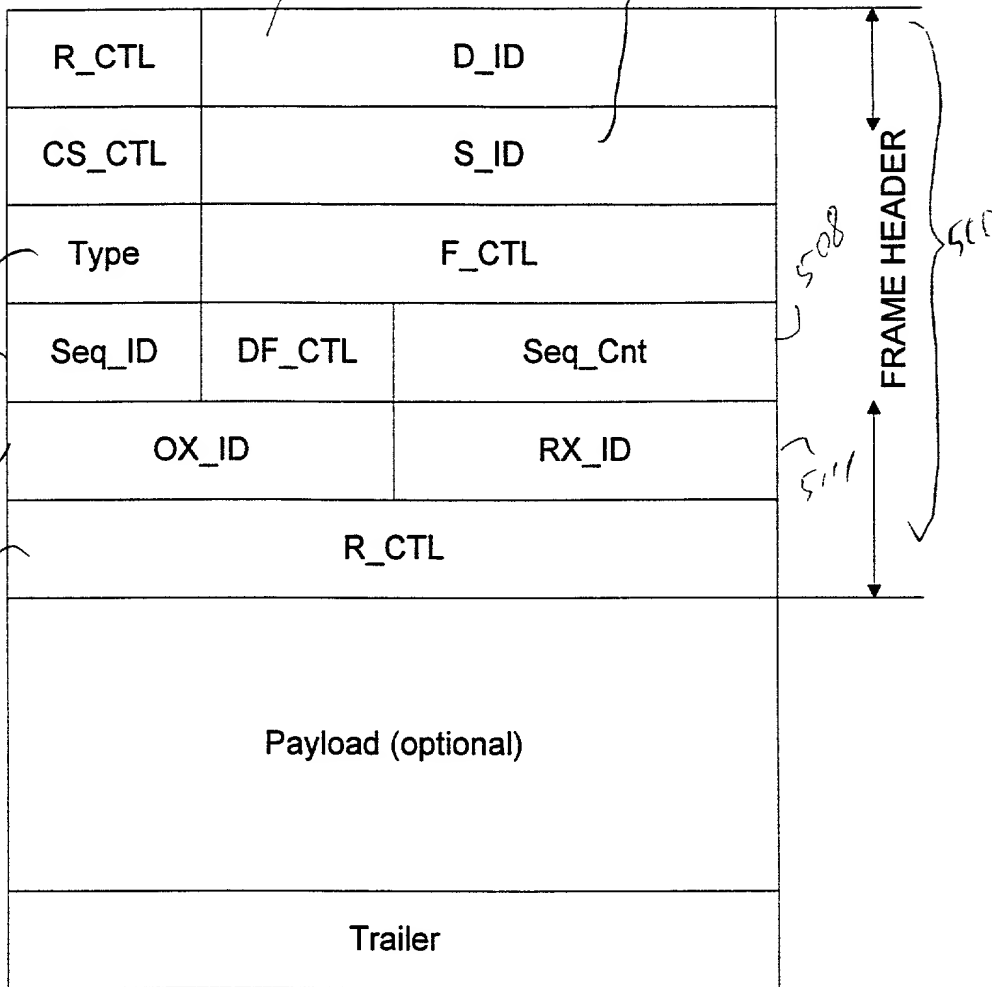 R_CTL D_ID
CS_CTL S_ID
Type F_CTL
508
Seq_ID DF_CTL Seq_Cnt
OX_ID RX_ID
R_CTL
FRAME HEADER
Payload (optional)
Trailer